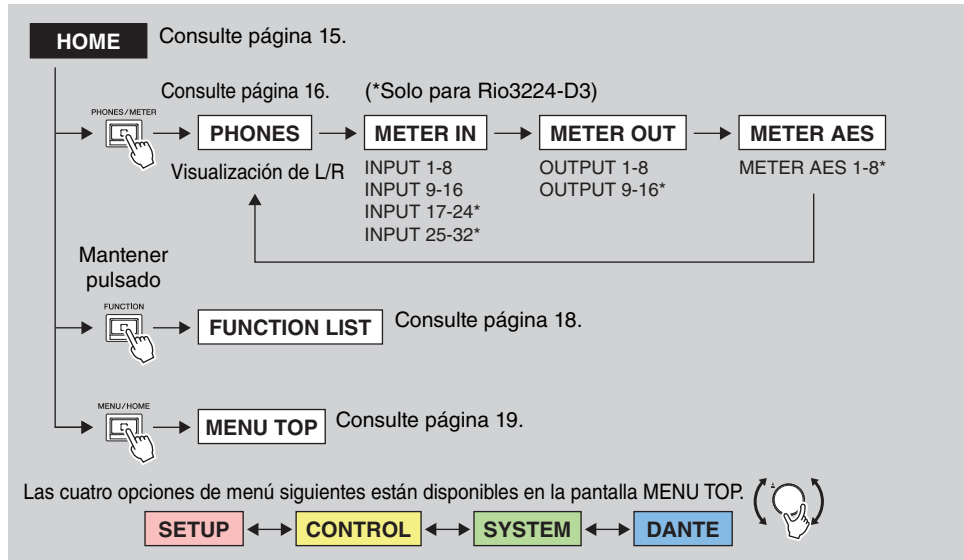 HOME
Consulte página 15.
Consulte página 16.
(*Solo para Rio3224-D3)
PHONES/METER
PHONES
METER IN
METER OUT
METER AES
Visualización de L/R
INPUT 1-8
INPUT 9-16
INPUT 17-24*
INPUT 25-32*
OUTPUT 1-8
OUTPUT 9-16*
METER AES 1-8*
Mantener
pulsado
FUNCTION
FUNCTION LIST
Consulte página 18.
MENU/HOME
MENU TOP
Consulte página 19.
Las cuatro opciones de menú siguientes están disponibles en la pantalla MENU TOP.
SETUP
CONTROL
SYSTEM
DANTE